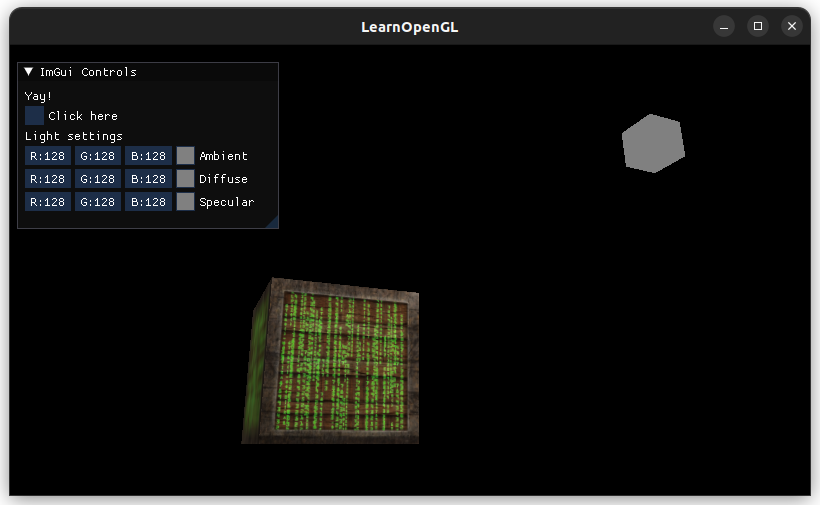 LearnOpenGL
ImGui Controls
Yay!
Click here
Light settings
R:128 G:128 B:128 Ambient
R:128 G:128 B:128 Diffuse
R:128 G:128 B:128 Specular